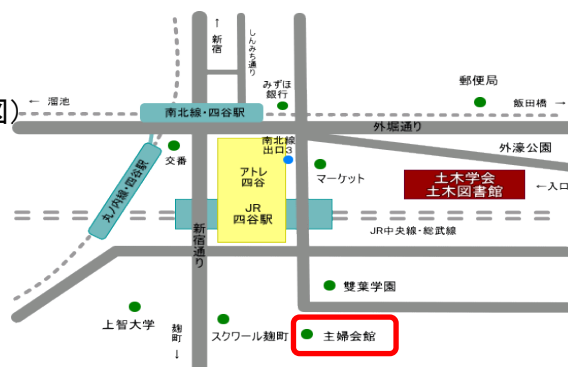 ↑
新宿
しんみち通り
みずほ
銀行
郵便局
← 溜池
南北線・四谷駅
飯田橋 →
図)
外堀通り
交番
南北線
出口3
外濠公園
アトレ
四谷
マーケット
土木学会
土木図書館
←入口
丸ノ内線・四谷駅
JR
四谷駅
新宿通り
JR中央線・総武線
雙葉学園
上智大学
麹町
↓
スクワール麹町
主婦会館